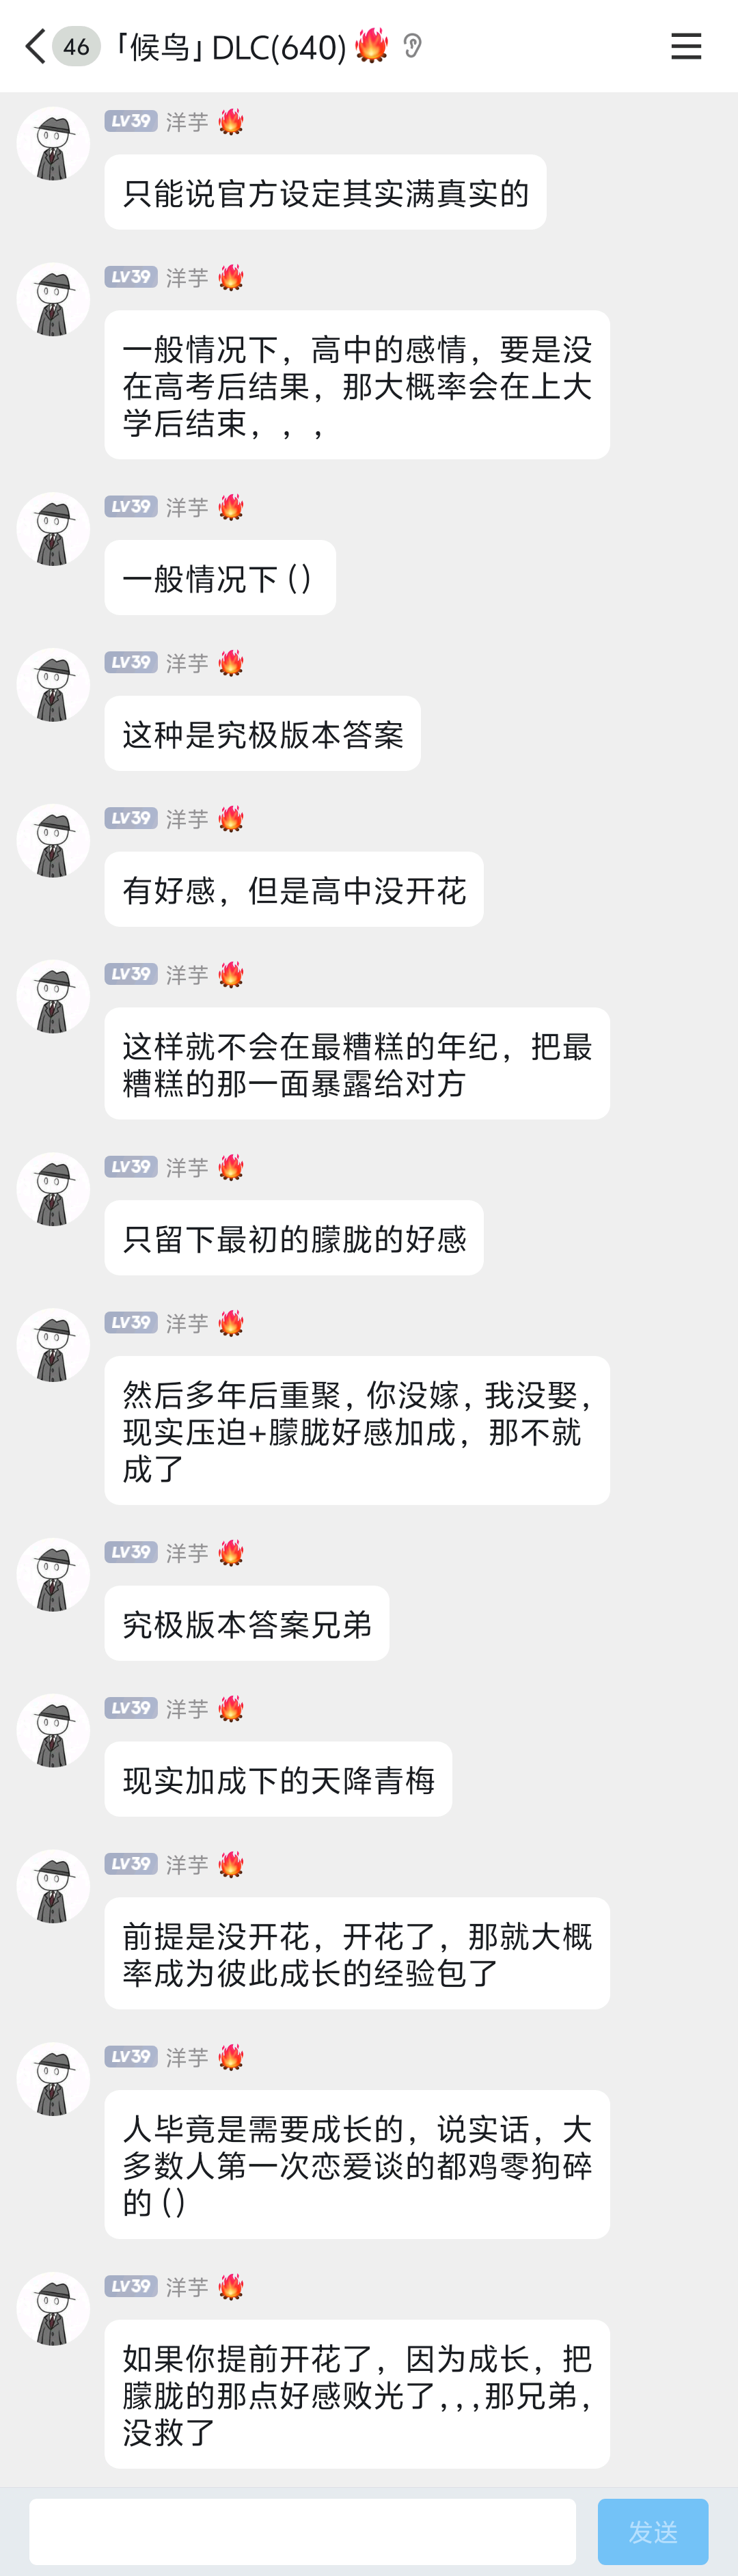 46 「候鸟」DLC(640)🔥
LV39 洋芋 🔥
只能说官方设定其实满真实的
LV39 洋芋 🔥
一般情况下，高中的感情，要是没
在高考后结果，那大概率会在上大
学后结束，，，
LV39 洋芋 🔥
一般情况下()
LV39 洋芋 🔥
这种是究极版本答案
LV39 洋芋 🔥
有好感，但是高中没开花
LV39 洋芋 🔥
这样就不会在最糟糕的年纪，把最
糟糕的那一面暴露给对方
LV39 洋芋 🔥
只留下最初的朦胧的好感
LV39 洋芋 🔥
然后多年后重聚，你没嫁，我没娶，
现实压迫+朦胧好感加成，那不就
成了
LV39 洋芋 🔥
究极版本答案兄弟
LV39 洋芋 🔥
现实加成下的天降青梅
LV39 洋芋 🔥
前提是没开花，开花了，那就大概
率成为彼此成长的经验包了
LV39 洋芋 🔥
人毕竟是需要成长的，说实话，大
多数人第一次恋爱谈的都鸡零狗碎
的()
LV39 洋芋 🔥
如果你提前开花了，因为成长，把
朦胧的那点好感败光了，，，那兄弟，
没救了
发送